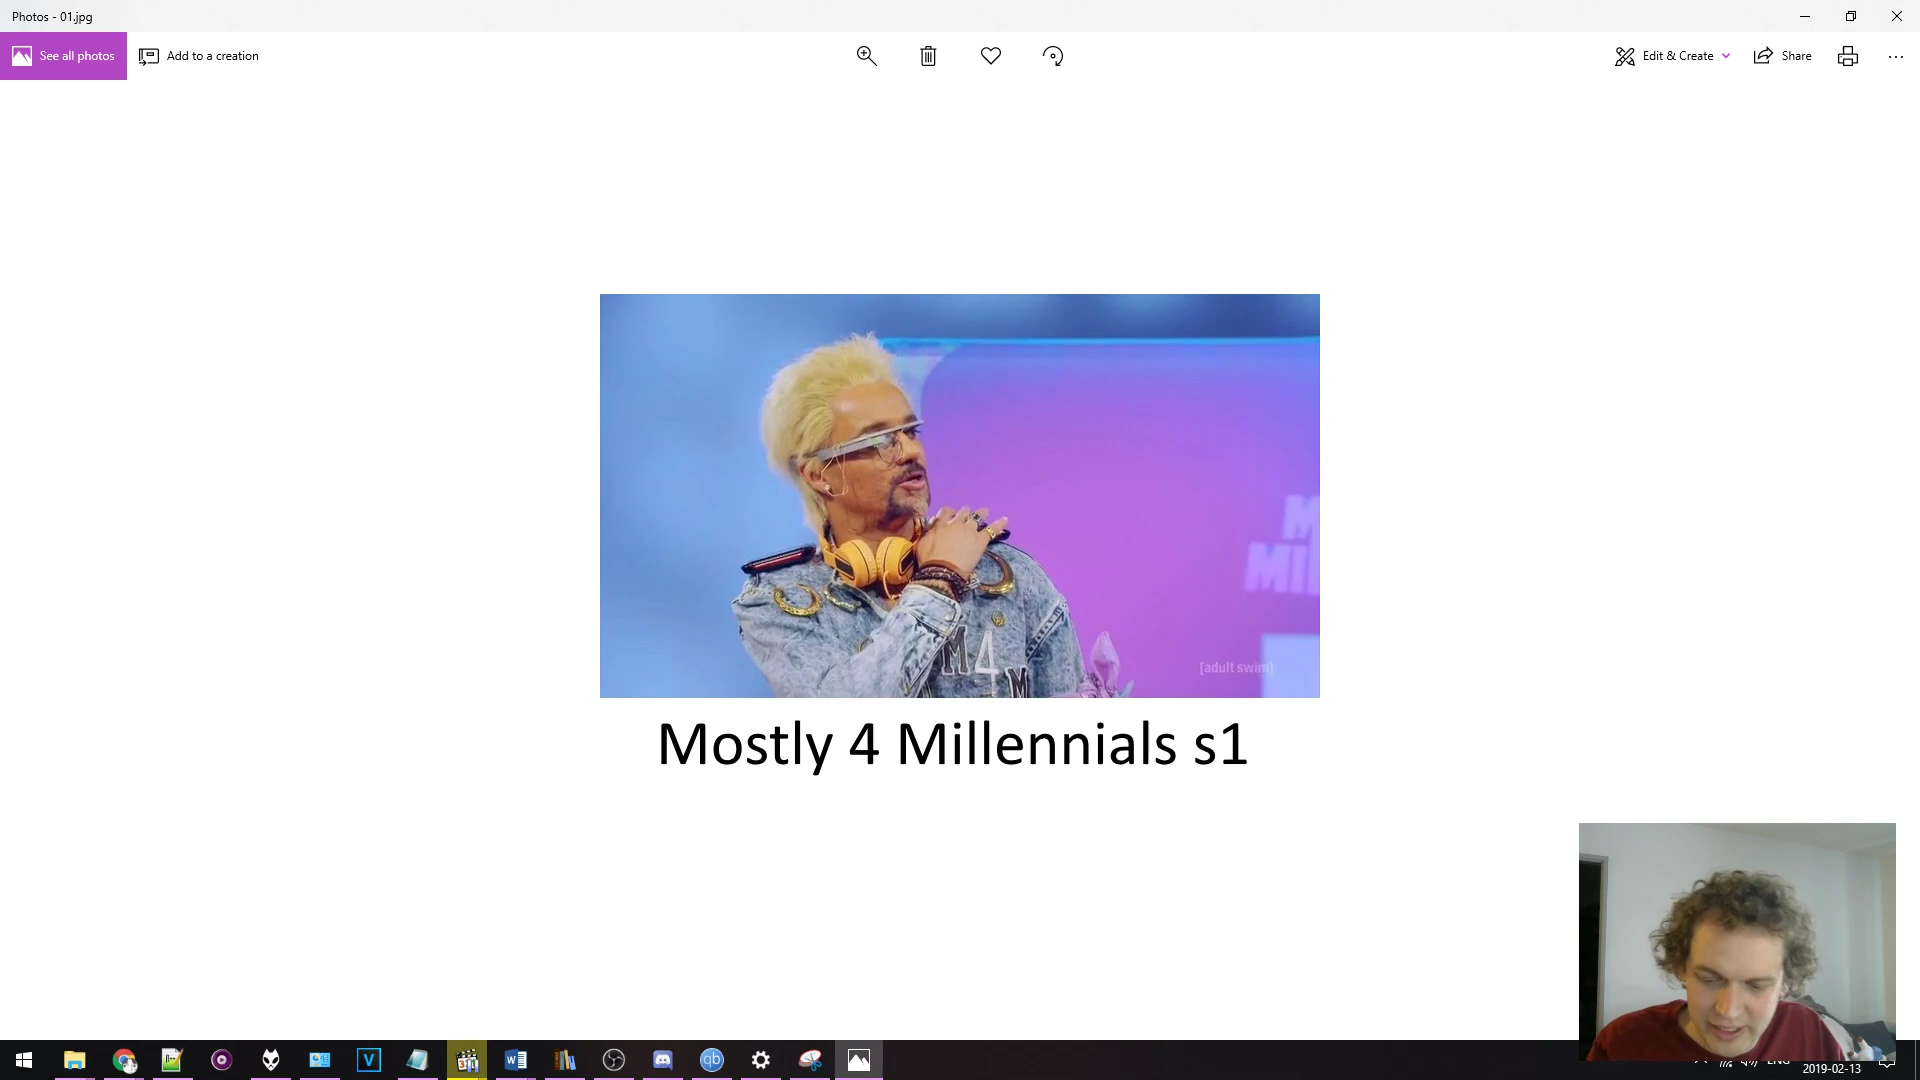 Photos - 01.jpg
See all photos
Add to a creation
Edit & Create
Share
M4
M
[adult swim]
Mostly 4 Millennials s1
2019-02-13